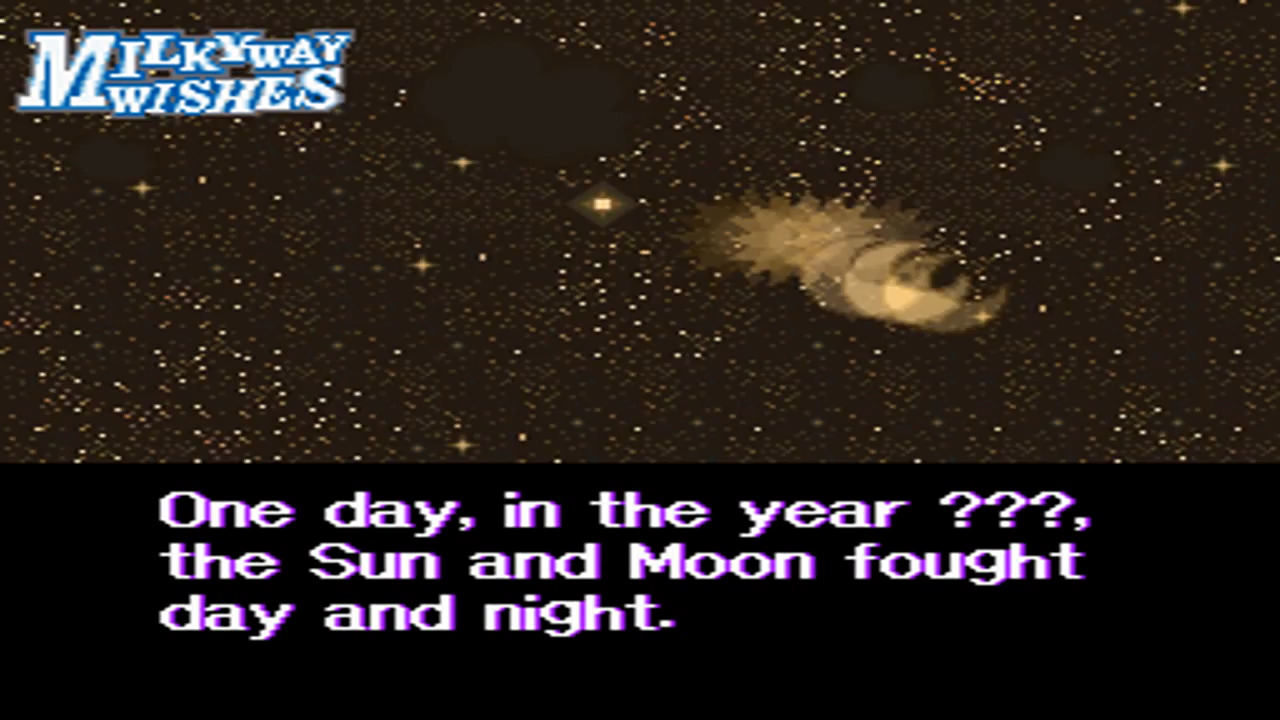 MILKYWAY
WISHES
One day, in the year ???,
the Sun and Moon fought
day and night.